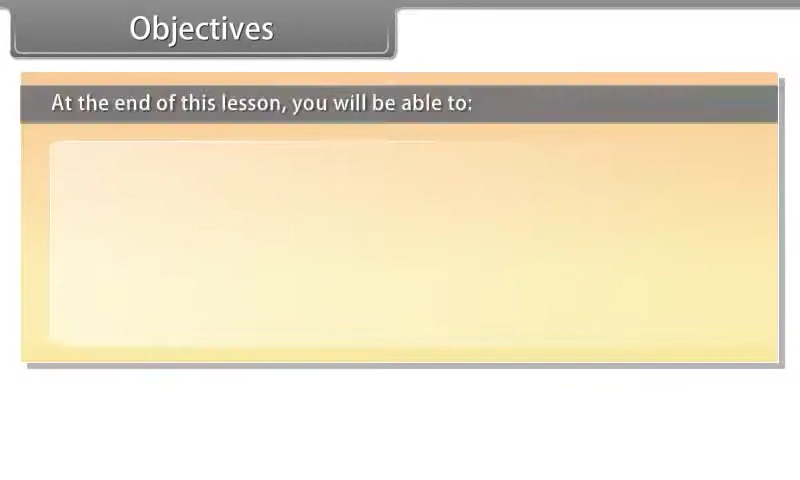 Objectives
At the end of this lesson, you will be able to: